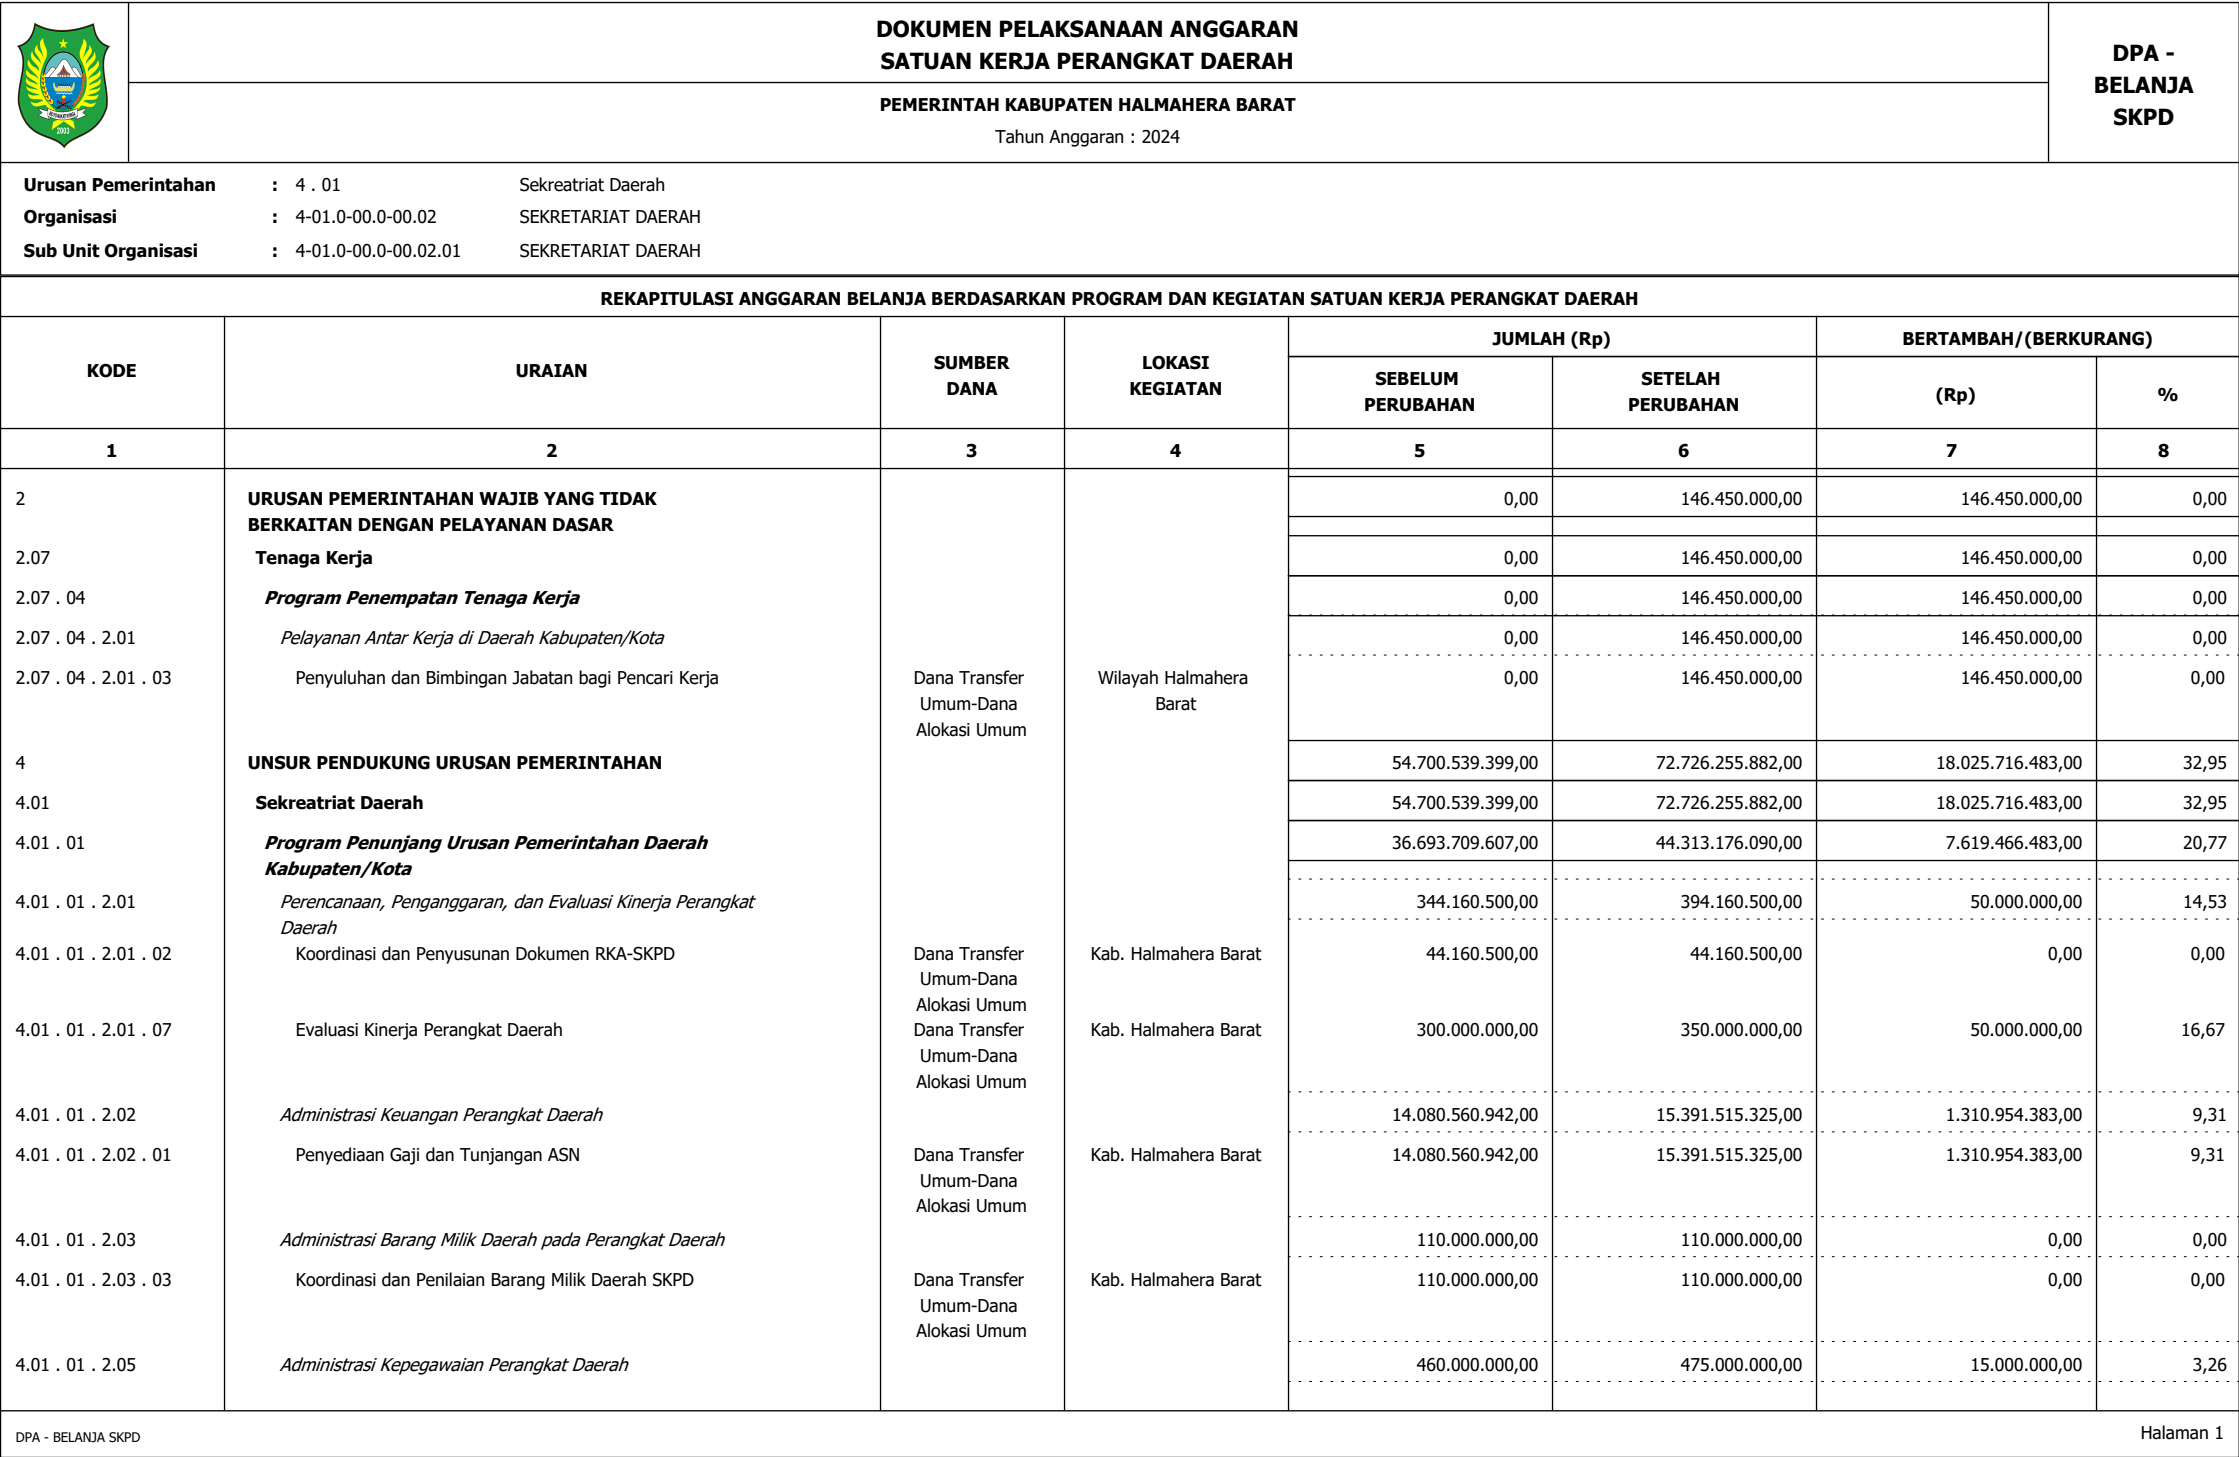 DOKUMEN PELAKSANAAN ANGGARAN
SATUAN KERJA PERANGKAT DAERAH
PEMERINTAH KABUPATEN HALMAHERA BARAT
Tahun Anggaran : 2024
DPA -
BELANJA
SKPD
2003
Urusan Pemerintahan : 4 . 01 Sekreatriat Daerah
Organisasi : 4-01.0-00.0-00.02 SEKRETARIAT DAERAH
Sub Unit Organisasi : 4-01.0-00.0-00.02.01 SEKRETARIAT DAERAH
REKAPITULASI ANGGARAN BELANJA BERDASARKAN PROGRAM DAN KEGIATAN SATUAN KERJA PERANGKAT DAERAH
KODE URAIAN SUMBER DANA LOKASI KEGIATAN JUMLAH (Rp) BERTAMBAH/(BERKURANG)
SEBELUM PERUBAHAN SETELAH PERUBAHAN (Rp) %
1 2 3 4 5 6 7 8
2 URUSAN PEMERINTAHAN WAJIB YANG TIDAK 0,00 146.450.000,00 146.450.000,00 0,00
BERKAITAN DENGAN PELAYANAN DASAR
2.07 Tenaga Kerja 0,00 146.450.000,00 146.450.000,00 0,00
2.07 . 04 Program Penempatan Tenaga Kerja 0,00 146.450.000,00 146.450.000,00 0,00
2.07 . 04 . 2.01 Pelayanan Antar Kerja di Daerah Kabupaten/Kota 0,00 146.450.000,00 146.450.000,00 0,00
2.07 . 04 . 2.01 . 03 Penyuluhan dan Bimbingan Jabatan bagi Pencari Kerja Dana Transfer Wilayah Halmahera 0,00 146.450.000,00 146.450.000,00 0,00
Umum-Dana Barat
Alokasi Umum
4 UNSUR PENDUKUNG URUSAN PEMERINTAHAN 54.700.539.399,00 72.726.255.882,00 18.025.716.483,00 32,95
4.01 Sekreatriat Daerah 54.700.539.399,00 72.726.255.882,00 18.025.716.483,00 32,95
4.01 . 01 Program Penunjang Urusan Pemerintahan Daerah 36.693.709.607,00 44.313.176.090,00 7.619.466.483,00 20,77
Kabupaten/Kota
4.01 . 01 . 2.01 Perencanaan, Penganggaran, dan Evaluasi Kinerja Perangkat 344.160.500,00 394.160.500,00 50.000.000,00 14,53
Daerah
4.01 . 01 . 2.01 . 02 Koordinasi dan Penyusunan Dokumen RKA-SKPD Dana Transfer Kab. Halmahera Barat 44.160.500,00 44.160.500,00 0,00 0,00
Umum-Dana
Alokasi Umum
4.01 . 01 . 2.01 . 07 Evaluasi Kinerja Perangkat Daerah Dana Transfer Kab. Halmahera Barat 300.000.000,00 350.000.000,00 50.000.000,00 16,67
Umum-Dana
Alokasi Umum
4.01 . 01 . 2.02 Administrasi Keuangan Perangkat Daerah 14.080.560.942,00 15.391.515.325,00 1.310.954.383,00 9,31
4.01 . 01 . 2.02 . 01 Penyediaan Gaji dan Tunjangan ASN Dana Transfer Kab. Halmahera Barat 14.080.560.942,00 15.391.515.325,00 1.310.954.383,00 9,31
Umum-Dana
Alokasi Umum
4.01 . 01 . 2.03 Administrasi Barang Milik Daerah pada Perangkat Daerah 110.000.000,00 110.000.000,00 0,00 0,00
4.01 . 01 . 2.03 . 03 Koordinasi dan Penilaian Barang Milik Daerah SKPD Dana Transfer Kab. Halmahera Barat 110.000.000,00 110.000.000,00 0,00 0,00
Umum-Dana
Alokasi Umum
4.01 . 01 . 2.05 Administrasi Kepegawaian Perangkat Daerah 460.000.000,00 475.000.000,00 15.000.000,00 3,26
DPA - BELANJA SKPD Halaman 1